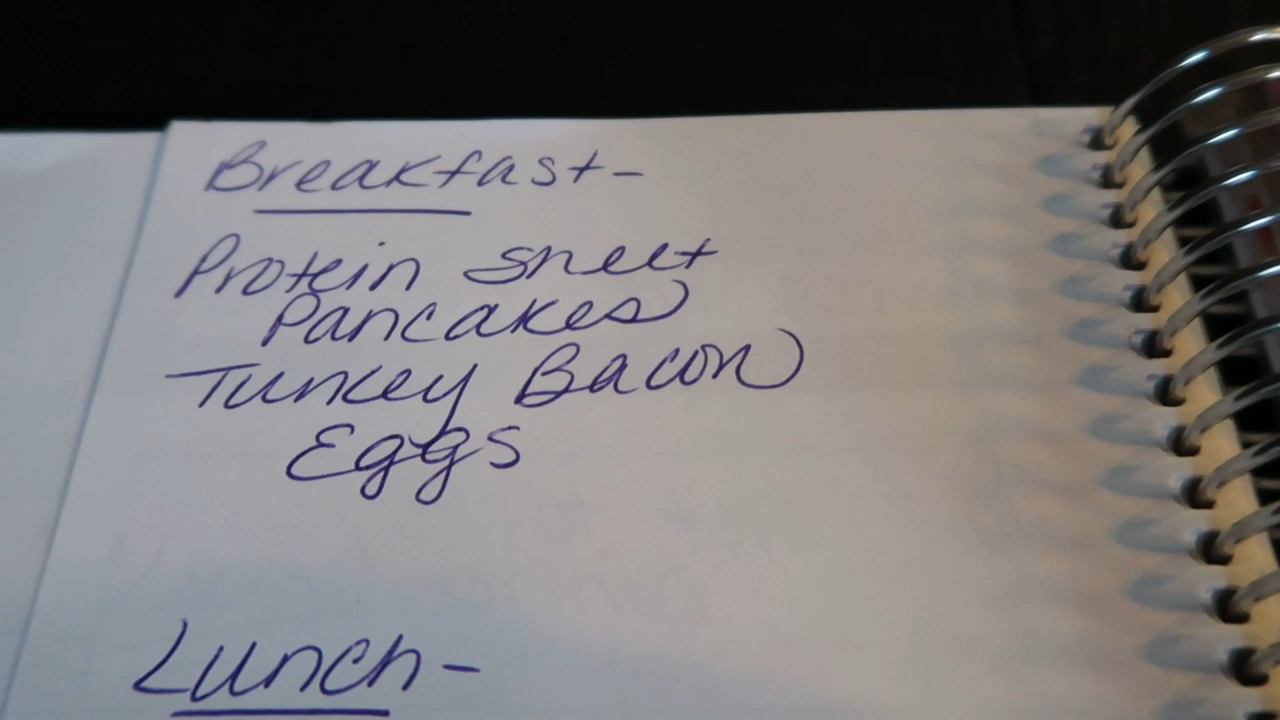 Breakfast-
Protein Sheet
Pancakes
Turkey Bacon
Eggs
Lunch-